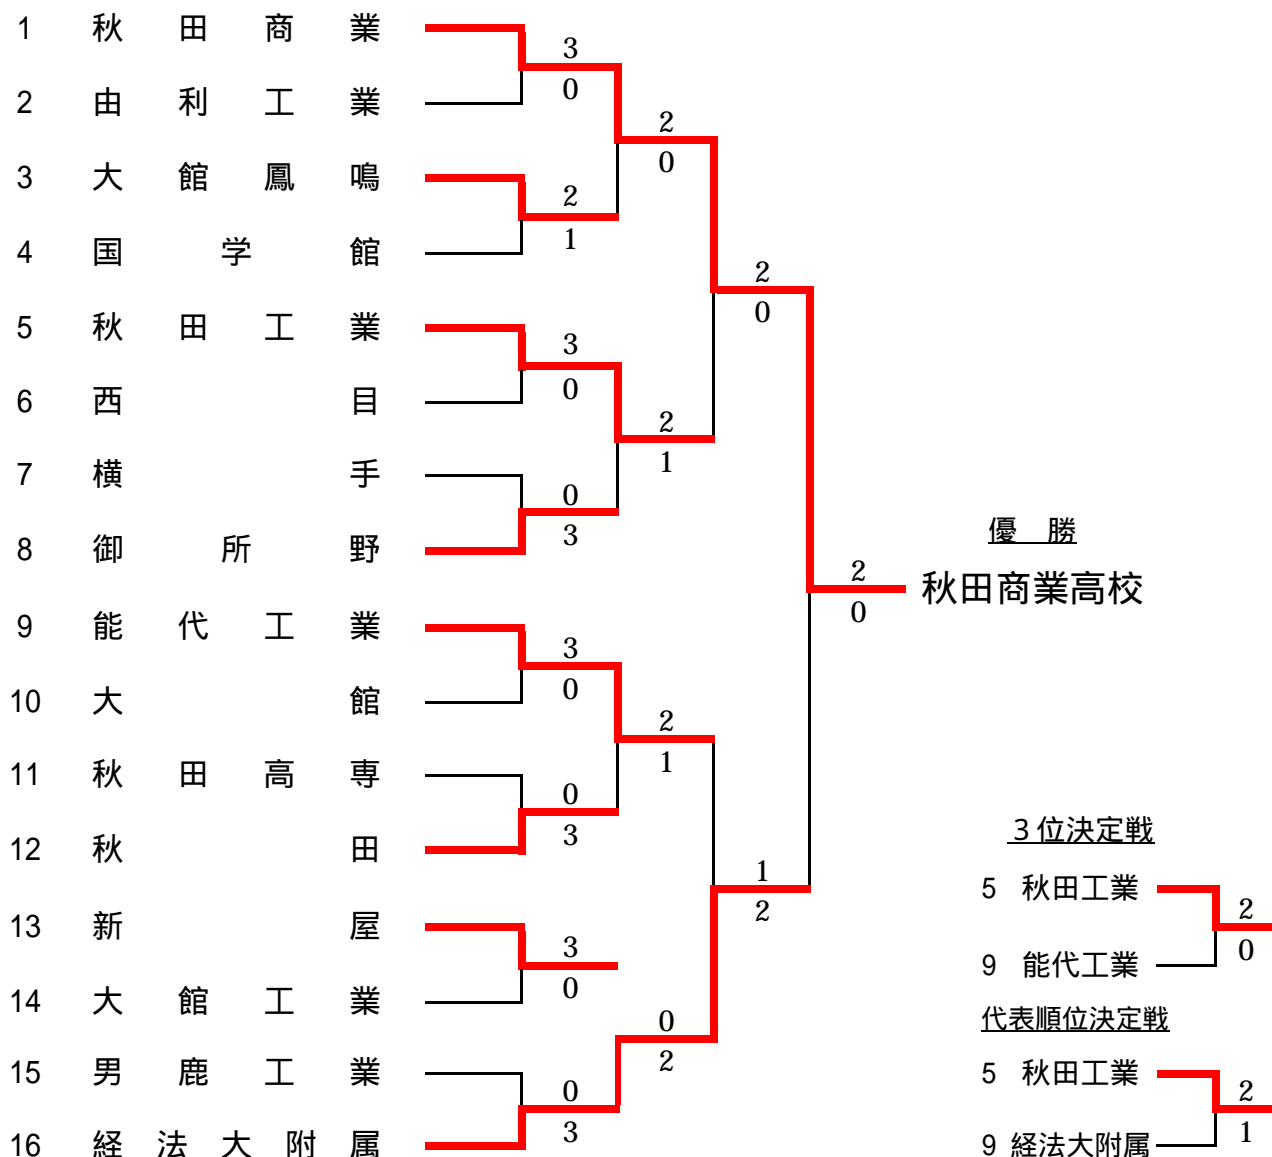 1 秋田商業
2 由利工業
3 大館鳳鳴
4 国学館
5 秋田工業
6 西目
7 横手
8 御所野
9 能代工業
10 大館
11 秋田高専
12 秋田
13 新屋
14 大館工業
15 男鹿工業
16 経法大附属
3
0
2
1
3
0
0
3
3
0
0
3
3
0
0
3
2
0
2
1
2
1
0
2
2
0
1
2
2
0
優 勝
秋田商業高校
3位決定戦
5 秋田工業
9 能代工業
2
0
代表順位決定戦
5 秋田工業
9 経法大附属
2
1